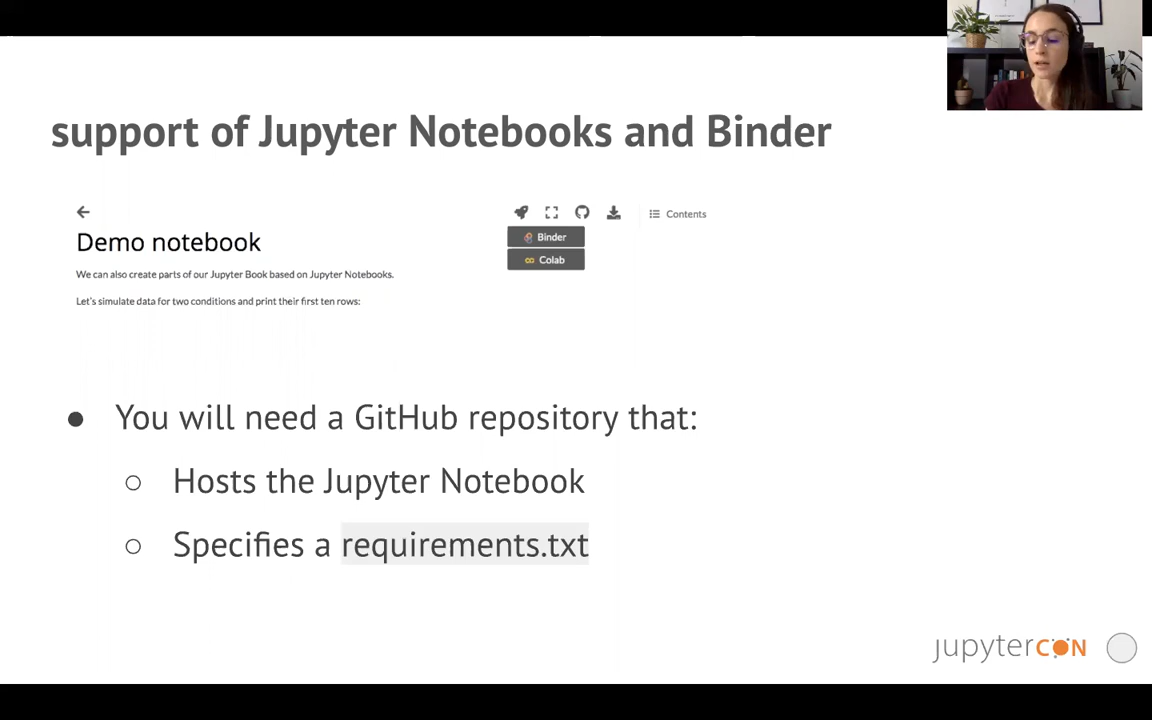 support of Jupyter Notebooks and Binder
Contents
Demo notebook
Binder
Colab
We can also create parts of our Jupyter Book based on Jupyter Notebooks.
Let's simulate data for two conditions and print their first ten rows:
You will need a GitHub repository that:
Hosts the Jupyter Notebook
Specifies a requirements.txt
jupytercon